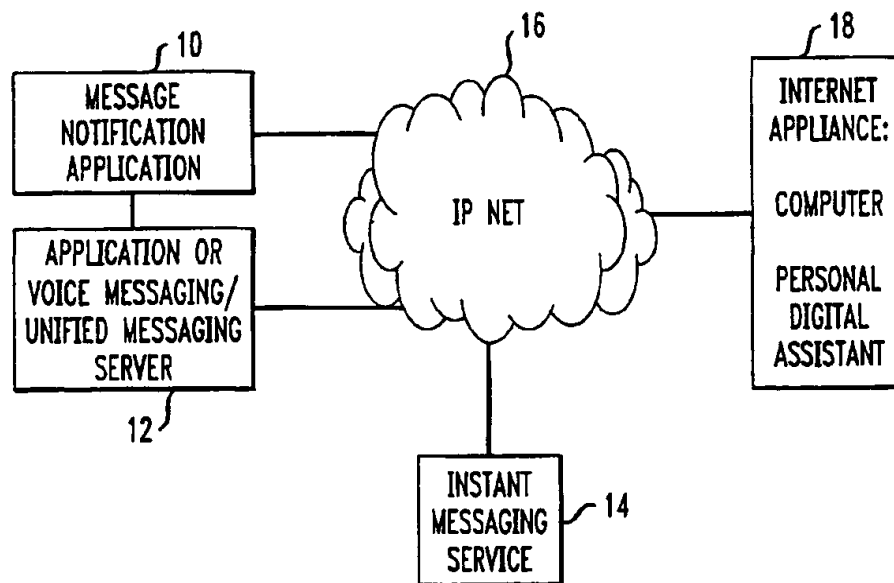 10
MESSAGE
NOTIFICATION
APPLICATION
APPLICATION OR
VOICE MESSAGING/
UNIFIED MESSAGING
SERVER
12
16
IP NET
INSTANT
MESSAGING
SERVICE
14
18
INTERNET
APPLIANCE:
COMPUTER
PERSONAL
DIGITAL
ASSISTANT